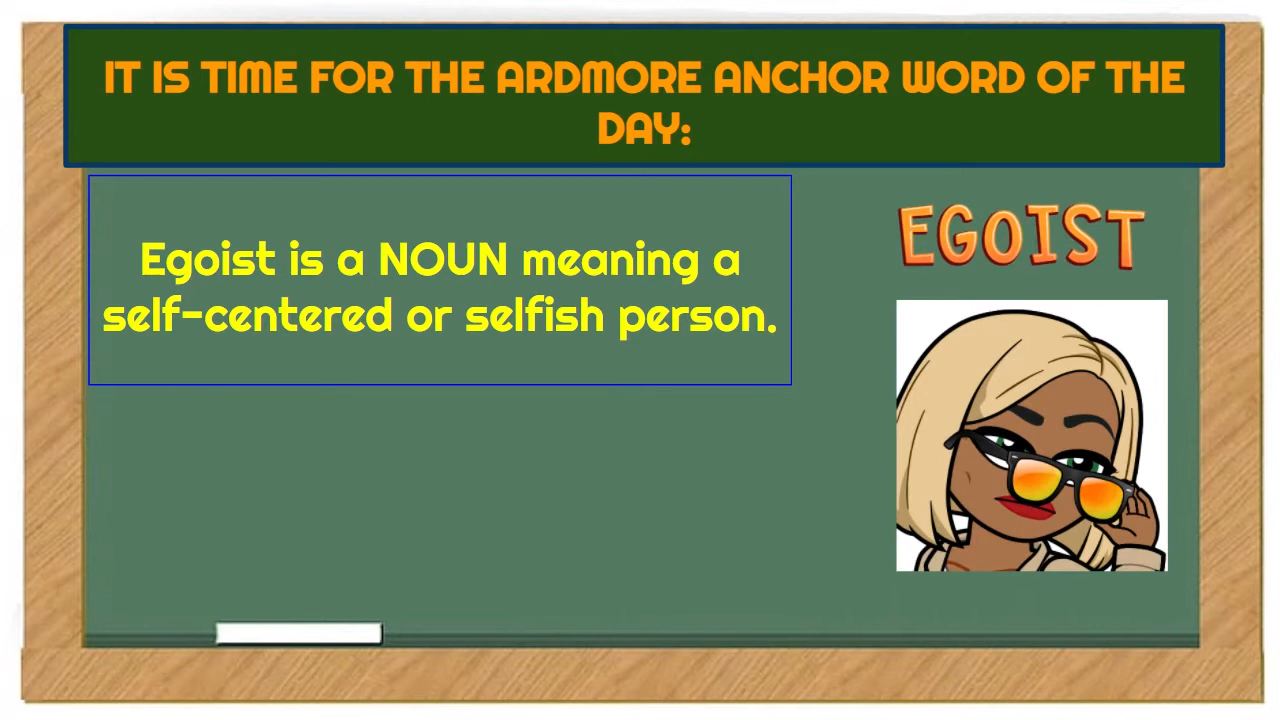 IT IS TIME FOR THE ARDMORE ANCHOR WORD OF THE
DAY:
Egoist is a NOUN meaning a
self-centered or selfish person.
EGOIST